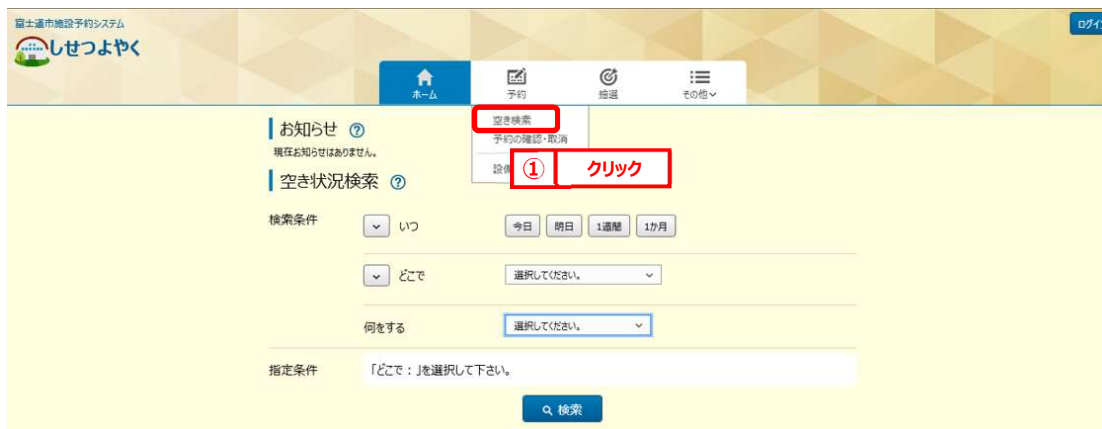 富士通市施設予約システム
しせつよやく
ログイ
ホーム
予約
抽選
その他
空き検索
予約の確認・取消
設備
① クリック
お知らせ ?
現在お知らせはありません。
空き状況検索 ?
検索条件
いつ
今日 明日 1週間 1か月
どこで
選択してください。
何をする
選択してください。
指定条件
「どこで：」を選択して下さい。
検索